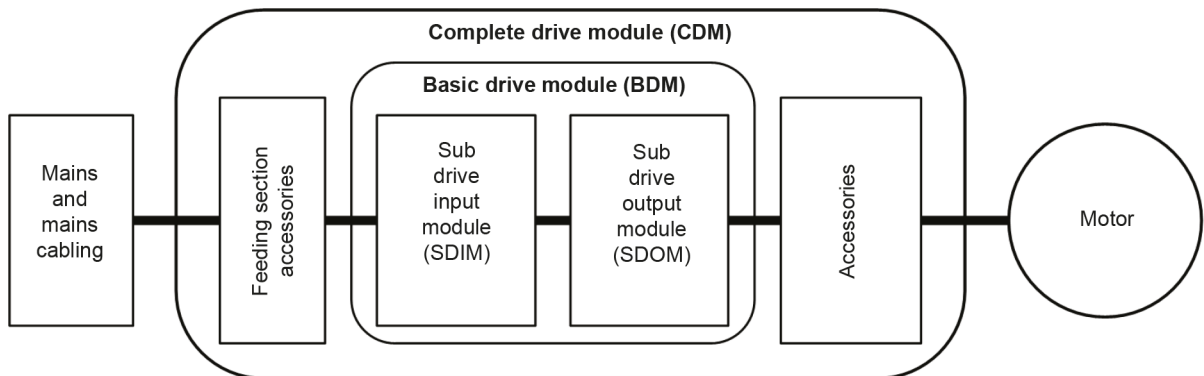 Complete drive module (CDM)
Basic drive module (BDM)
Mains
and
mains
cabling
Feeding section
accessories
Sub
drive
input
module
(SDIM)
Sub
drive
output
module
(SDOM)
Accessories
Motor